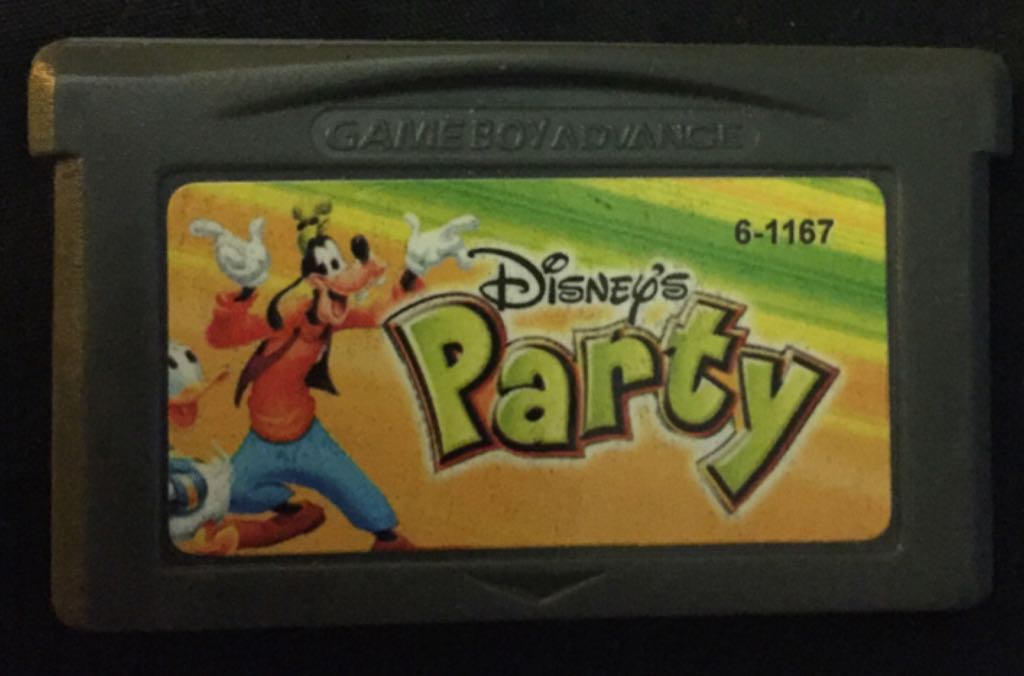 GAME BOY ADVANCE
6-1167
Disney's
Party